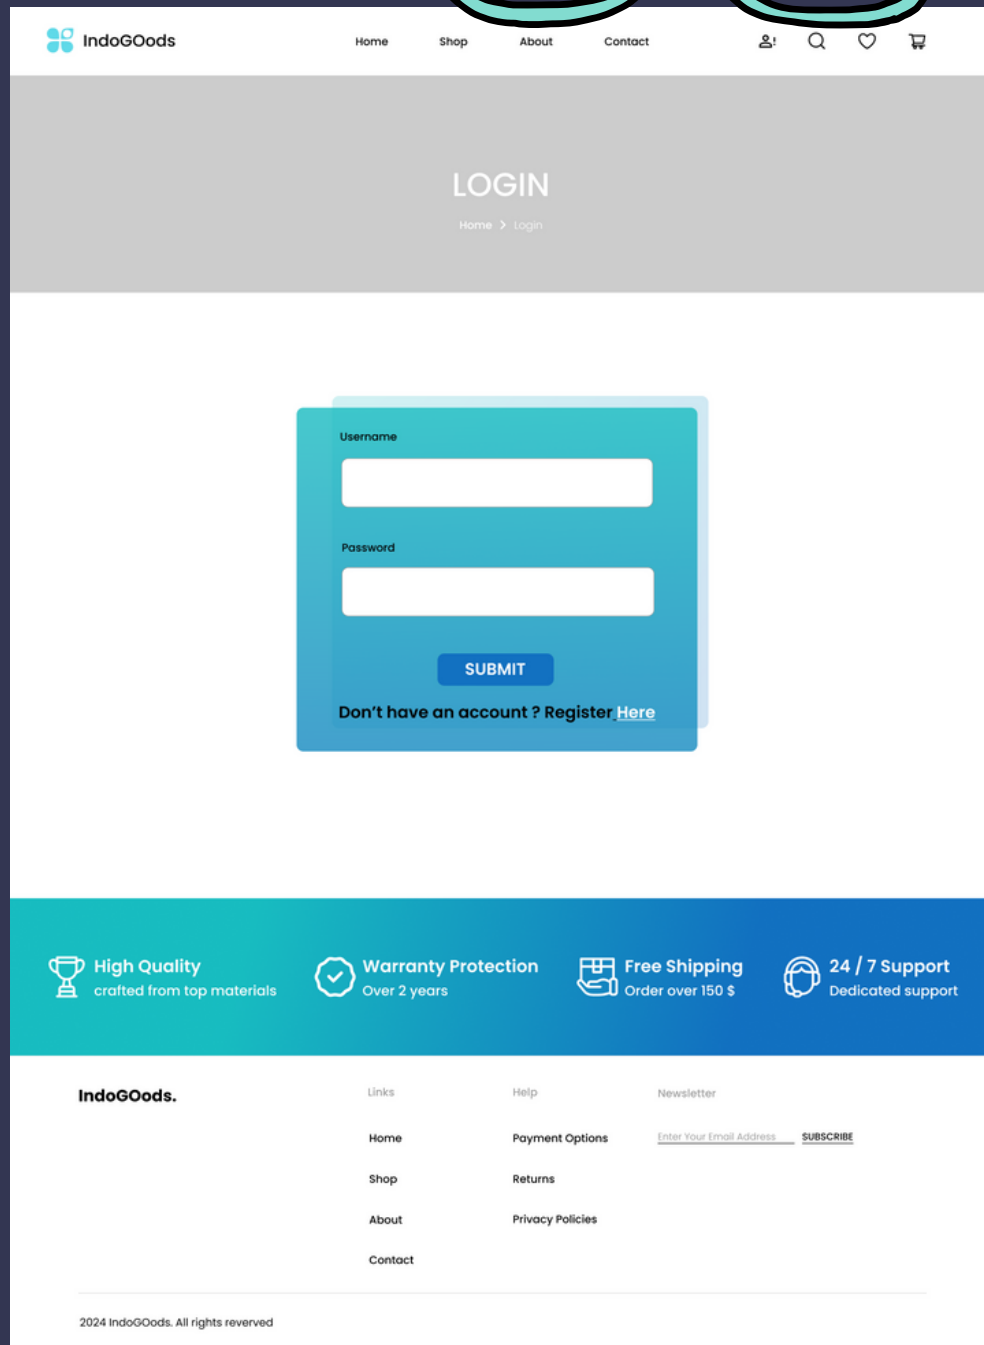 IndoGOods Home Shop About Contact
LOGIN
Home > Login
Username
Password
SUBMIT
Don't have an account ? Register Here
High Quality
crafted from top materials
Warranty Protection
Over 2 years
Free Shipping
Order over 150 $
24 / 7 Support
Dedicated support
IndoGOods.
Links
Home
Shop
About
Contact
Help
Payment Options
Returns
Privacy Policies
Newsletter
Enter Your Email Address SUBSCRIBE
2024 IndoGOods. All rights reverved